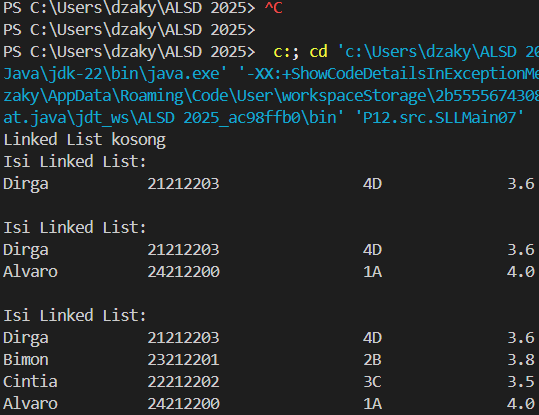 PS C:\Users\dzaky\ALSD 2025> ^C
PS C:\Users\dzaky\ALSD 2025>
PS C:\Users\dzaky\ALSD 2025>  c:; cd 'c:\Users\dzaky\ALSD 20
Java\jdk-22\bin\java.exe' '-XX:+ShowCodeDetailsInExceptionMe
zaky\AppData\Roaming\Code\User\workspaceStorage\2b5555674308
at.java\jdt_ws\ALSD 2025_ac98ffb0\bin' 'P12.src.SLLMain07'
Linked List kosong
Isi Linked List:
Dirga 21212203 4D 3.6
Isi Linked List:
Dirga 21212203 4D 3.6
Alvaro 24212200 1A 4.0
Isi Linked List:
Dirga 21212203 4D 3.6
Bimon 23212201 2B 3.8
Cintia 22212202 3C 3.5
Alvaro 24212200 1A 4.0